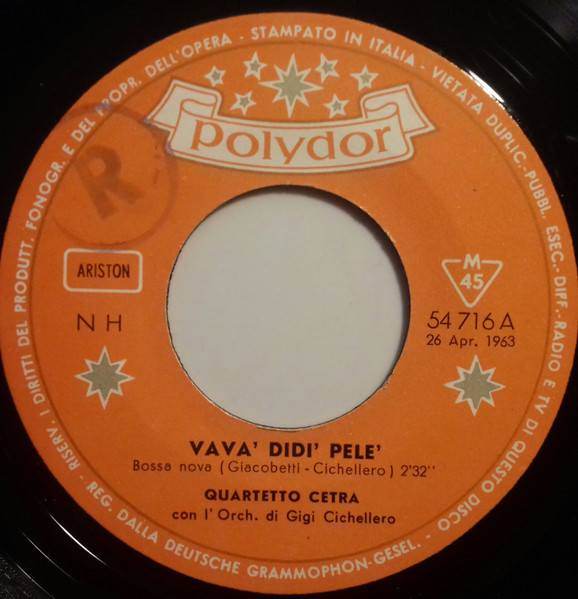 RISERV. I DIRITTI DEL PRODUTT. FONOGR. E DEL PROPR. DELL'OPERA - STAMPATO IN ITALIA - VIETATA DUPLIC.-PUBBL. ESEC.-DIFF.-RADIO E TV DI QUESTO DISCO
polydor
R
ARISTON
M
45
NH
54 716 A
26 Apr. 1963
VAVA' DIDI' PELE'
Bossa nova (Giacobetti - Cichellero) 2'32''
QUARTETTO CETRA
con l'Orch. di Gigi Cichellero
- REG. DALLA DEUTSCHE GRAMMOPHON-GESEL. -